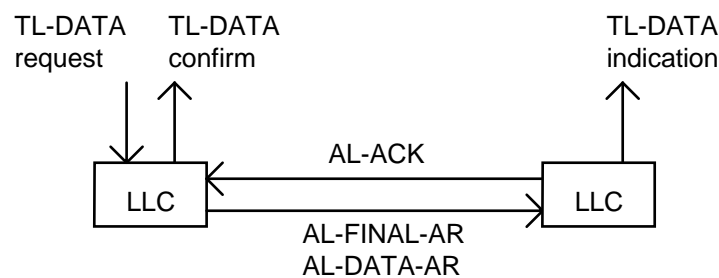 TL-DATA
request
TL-DATA
confirm
TL-DATA
indication
AL-ACK
LLC
LLC
AL-FINAL-AR
AL-DATA-AR